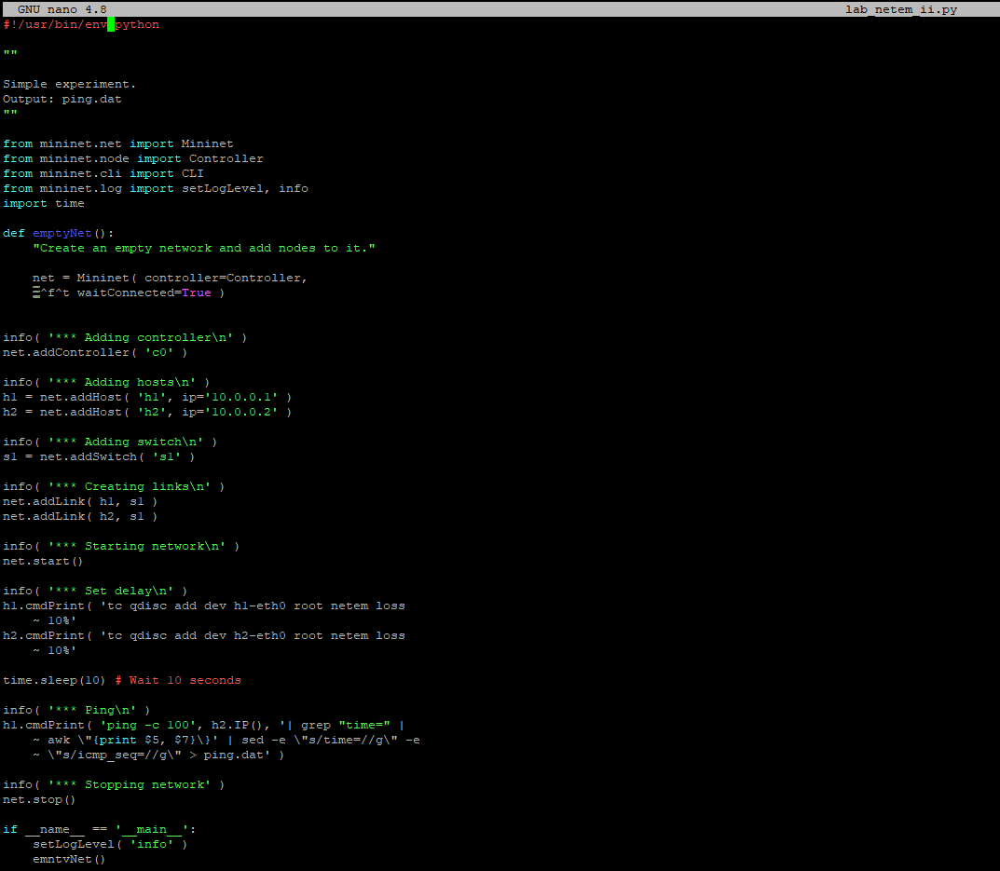 GNU nano 4.8 lab_netem_ii.py
#!/usr/bin/env python
""
Simple experiment.
Output: ping.dat
""
from mininet.net import Mininet
from mininet.node import Controller
from mininet.cli import CLI
from mininet.log import setLogLevel, info
import time
def emptyNet():
"Create an empty network and add nodes to it."
net = Mininet( controller=Controller,
^f^t waitConnected=True )
info( '*** Adding controller\n' )
net.addController( 'c0' )
info( '*** Adding hosts\n' )
h1 = net.addHost( 'h1', ip='10.0.0.1' )
h2 = net.addHost( 'h2', ip='10.0.0.2' )
info( '*** Adding switch\n' )
s1 = net.addSwitch( 's1' )
info( '*** Creating links\n' )
net.addLink( h1, s1 )
net.addLink( h2, s1 )
info( '*** Starting network\n' )
net.start()
info( '*** Set delay\n' )
h1.cmdPrint( 'tc qdisc add dev h1-eth0 root netem loss
~ 10%'
h2.cmdPrint( 'tc qdisc add dev h2-eth0 root netem loss
~ 10%'
time.sleep(10) # Wait 10 seconds
info( '*** Ping\n' )
h1.cmdPrint( 'ping -c 100', h2.IP(), '| grep "time=" |
~ awk \"{print $5, $7}\}' | sed -e \"s/time=//g\" -e
~ \"s/icmp_seq=//g\" > ping.dat' )
info( '*** Stopping network' )
net.stop()
if __name__ == '__main__':
setLogLevel( 'info' )
emptyNet()